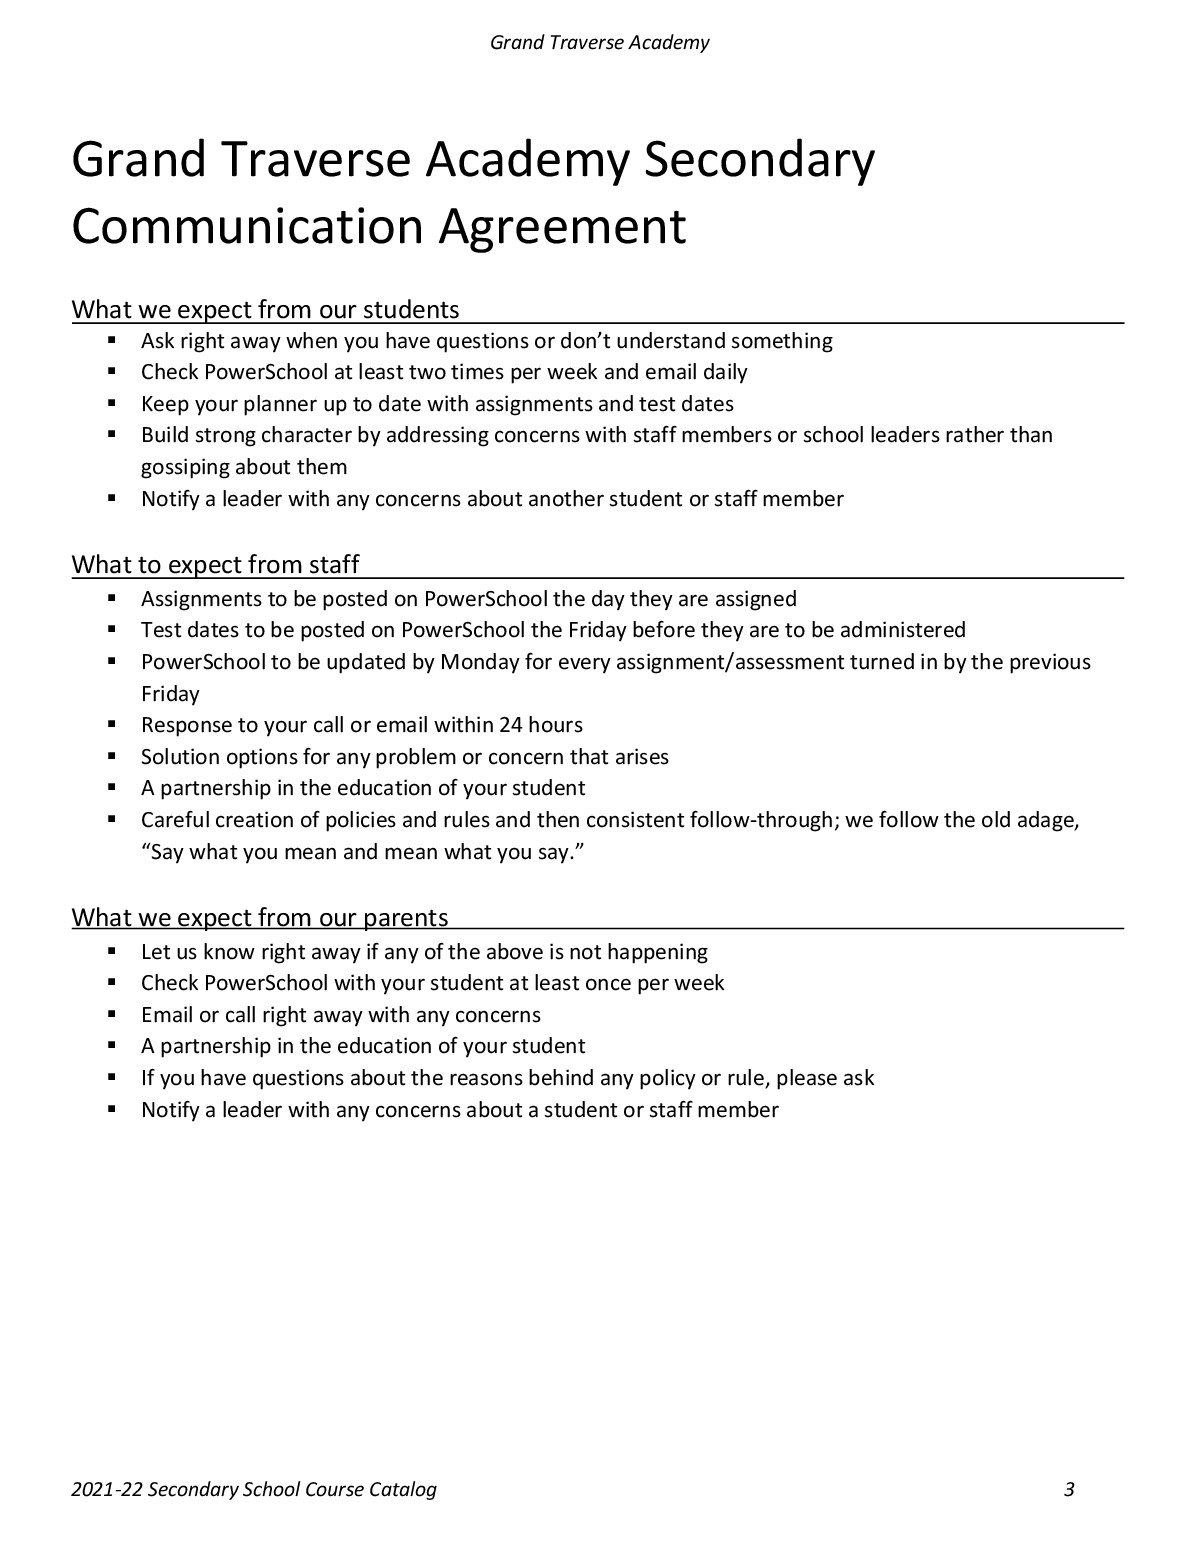 Grand Traverse Academy
Grand Traverse Academy Secondary
Communication Agreement
What we expect from our students
▪ Ask right away when you have questions or don’t understand something
▪ Check PowerSchool at least two times per week and email daily
▪ Keep your planner up to date with assignments and test dates
▪ Build strong character by addressing concerns with staff members or school leaders rather than
gossiping about them
▪ Notify a leader with any concerns about another student or staff member
What to expect from staff
▪ Assignments to be posted on PowerSchool the day they are assigned
▪ Test dates to be posted on PowerSchool the Friday before they are to be administered
▪ PowerSchool to be updated by Monday for every assignment/assessment turned in by the previous
Friday
▪ Response to your call or email within 24 hours
▪ Solution options for any problem or concern that arises
▪ A partnership in the education of your student
▪ Careful creation of policies and rules and then consistent follow-through; we follow the old adage,
“Say what you mean and mean what you say.”
What we expect from our parents
▪ Let us know right away if any of the above is not happening
▪ Check PowerSchool with your student at least once per week
▪ Email or call right away with any concerns
▪ A partnership in the education of your student
▪ If you have questions about the reasons behind any policy or rule, please ask
▪ Notify a leader with any concerns about a student or staff member
2021-22 Secondary School Course Catalog 3